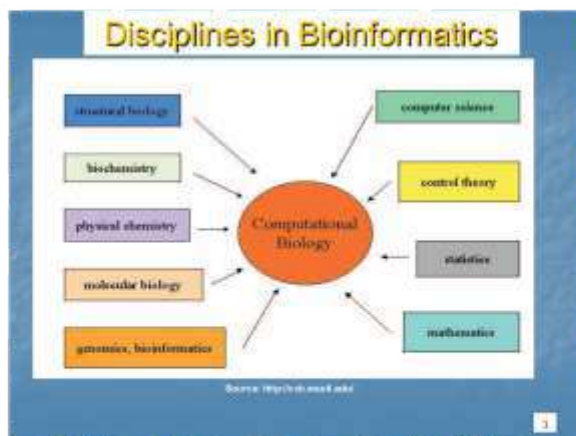 Disciplines in Bioinformatics
structural biology
computer science
biochemistry
control theory
physical chemistry
Computational
Biology
statistics
molecular biology
genomics, bioinformatics
mathematics
Source:
3